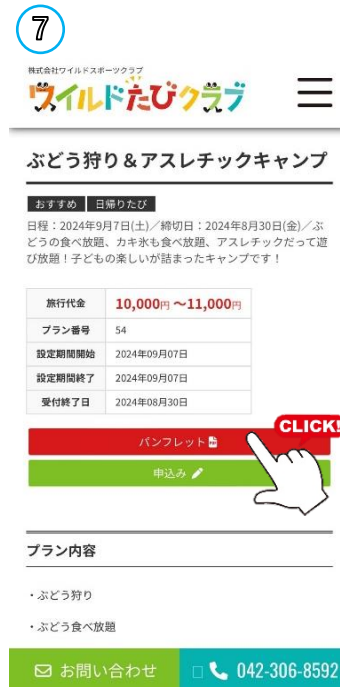 ⑦
株式会社ワイルドスポーツクラブ
ワイルドたびクラブ
ぶどう狩り＆アスレチックキャンプ
おすすめ 日帰りたび
日程：2024年9月7日(土)／締切日：2024年8月30日(金)／ぶ
どうの食べ放題、カキ氷も食べ放題、アスレチックだって遊
び放題！子どもの楽しいが詰まったキャンプです！
旅行代金 10,000円 〜11,000円
プラン番号 54
設定期間開始 2024年09月07日
設定期間終了 2024年09月07日
受付終了日 2024年08月30日
CLICK!
パンフレット
申込み
プラン内容
・ぶどう狩り
・ぶどう食べ放題
お問い合わせ 042-306-8592